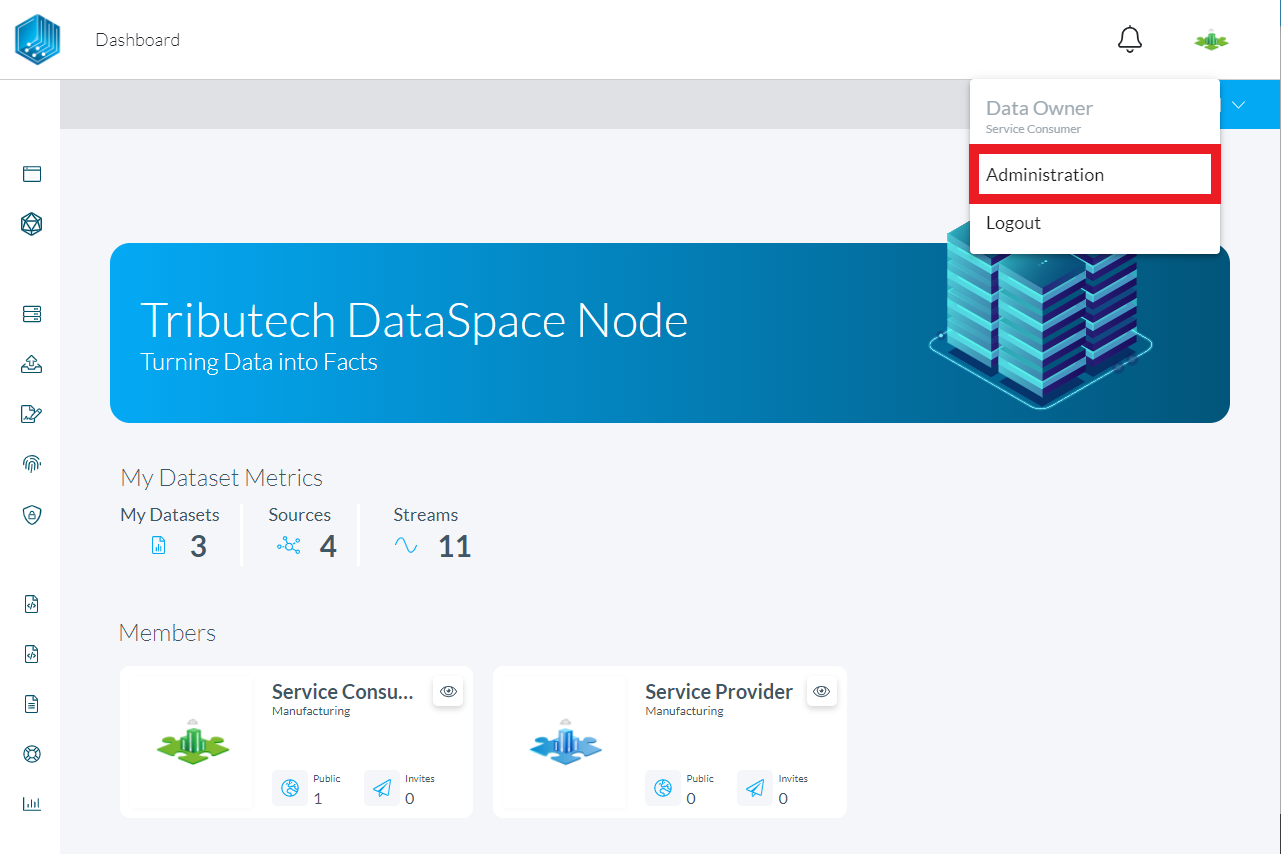 Dashboard
Data Owner
Service Consumer
Administration
Logout
Tributech DataSpace Node
Turning Data into Facts
My Dataset Metrics
My Datasets Sources Streams
3 4 11
Members
Service Consu... Service Provider
Manufacturing Manufacturing
Public Invites Public Invites
1 0 0 0